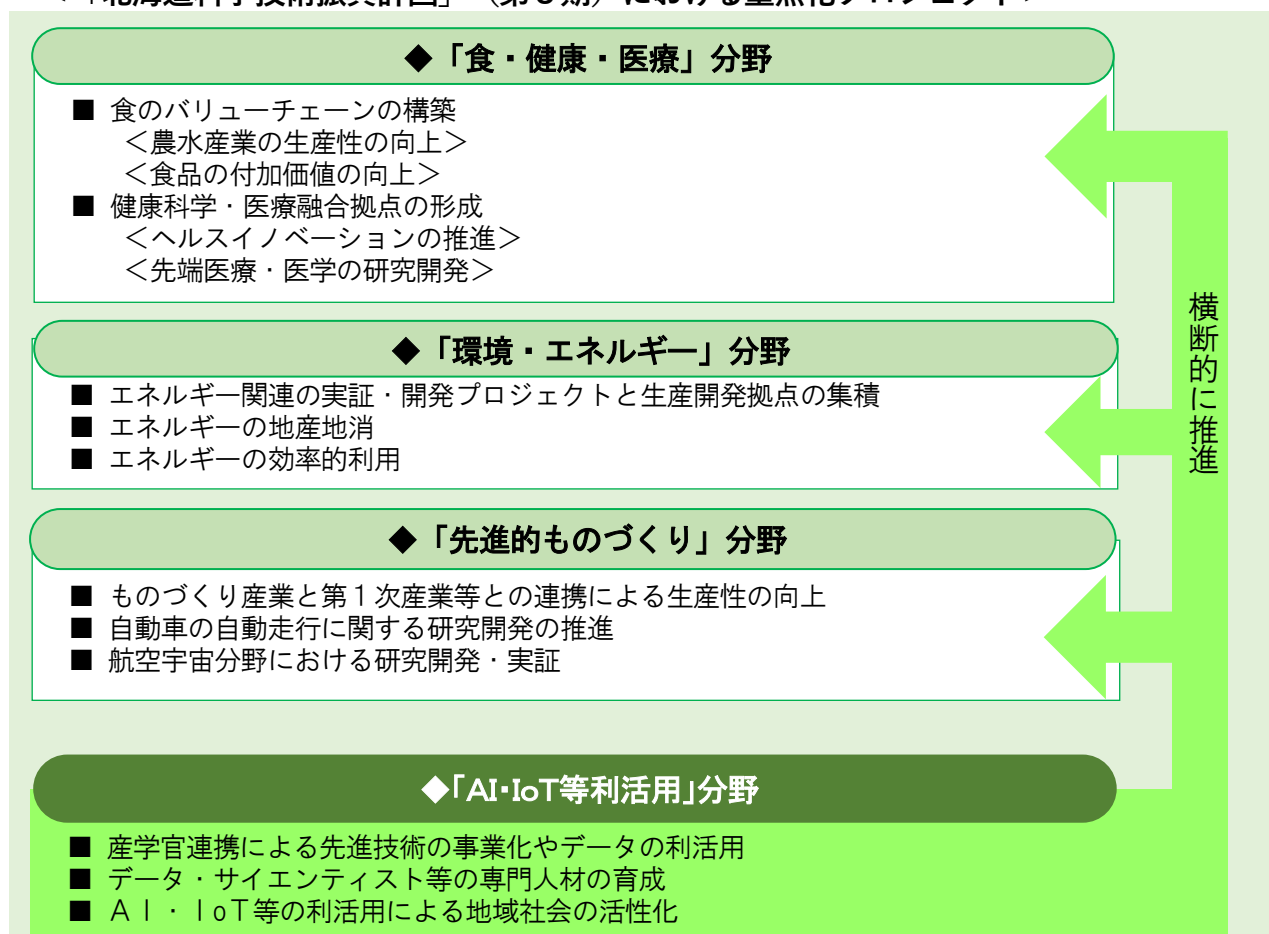 ◆「食・健康・医療」分野
■ 食のバリューチェーンの構築
＜農水産業の生産性の向上＞
＜食品の付加価値の向上＞
■ 健康科学・医療融合拠点の形成
＜ヘルスイノベーションの推進＞
＜先端医療・医学の研究開発＞
◆「環境・エネルギー」分野
■ エネルギー関連の実証・開発プロジェクトと生産開発拠点の集積
■ エネルギーの地産地消
■ エネルギーの効率的利用
◆「先進的ものづくり」分野
■ ものづくり産業と第１次産業等との連携による生産性の向上
■ 自動車の自動走行に関する研究開発の推進
■ 航空宇宙分野における研究開発・実証
横断的に推進
◆「AI・IoT等利活用」分野
■ 産学官連携による先進技術の事業化やデータの利活用
■ データ・サイエンティスト等の専門人材の育成
■ ＡＩ・ＩoＴ等の利活用による地域社会の活性化